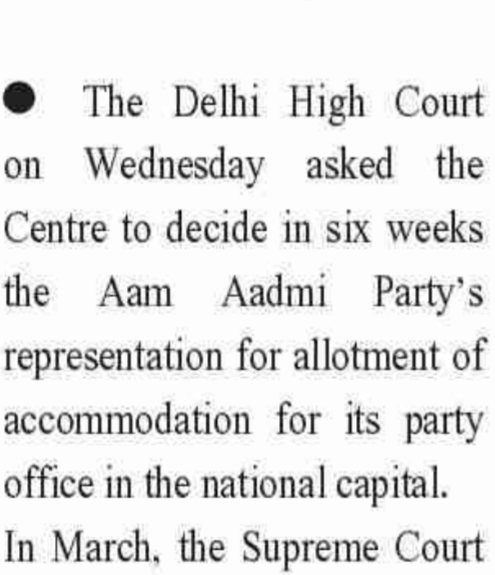 ● The Delhi High Court
on Wednesday asked the
Centre to decide in six weeks
the Aam Aadmi Party's
representation for allotment of
accommodation for its party
office in the national capital.
In March, the Supreme Court